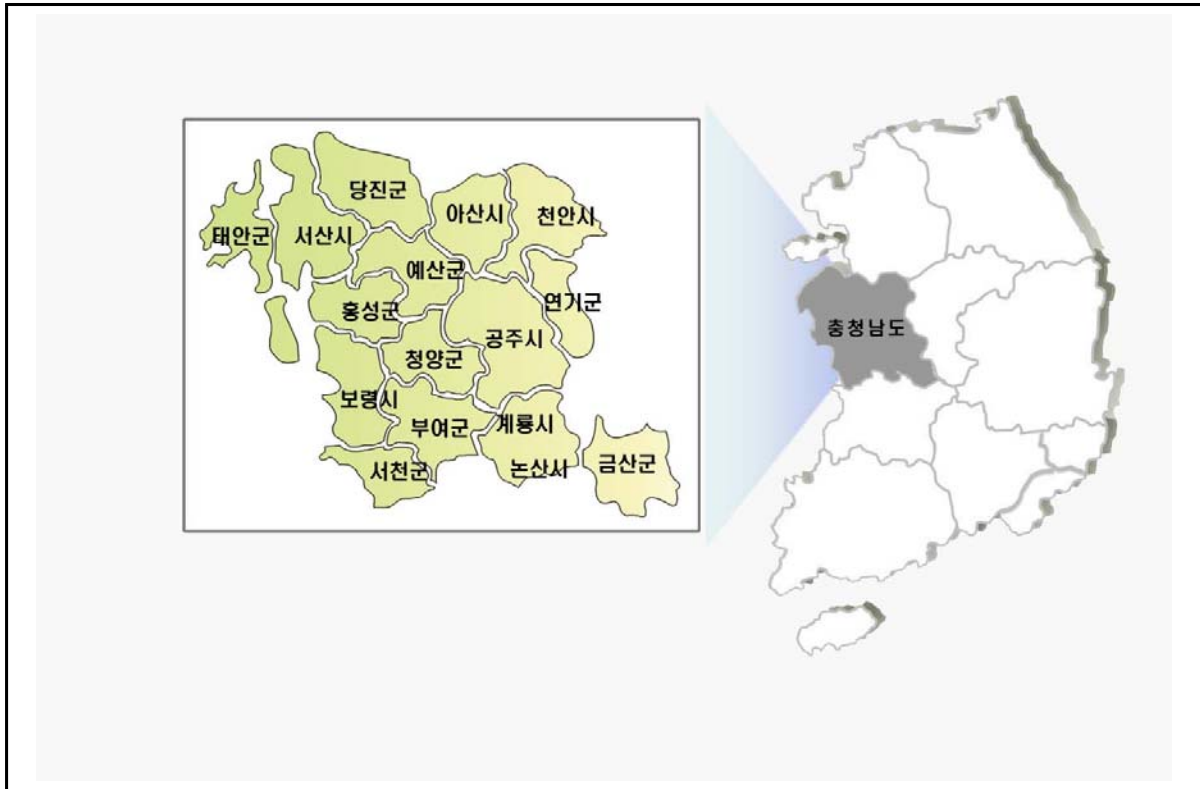 당진군
아산시
천안시
태안군
서산시
예산군
연기군
홍성군
공주시
청양군
보령시
부여군
계룡시
서천군
논산시
금산군
충청남도